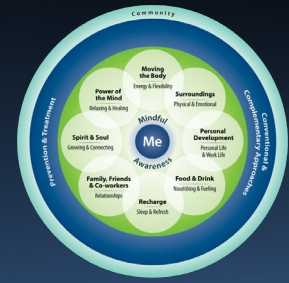 Community
Prevention & Treatment
Conventional &
Complementary Approaches
Moving
the Body
Energy & Flexibility
Surroundings
Physical & Emotional
Personal
Development
Personal Life
& Work Life
Food & Drink
Nourishing & Fueling
Recharge
Sleep & Refresh
Family, Friends
& Co-workers
Relationships
Spirit & Soul
Growing & Connecting
Power of
the Mind
Relaxing & Healing
Mindful
Awareness
Me